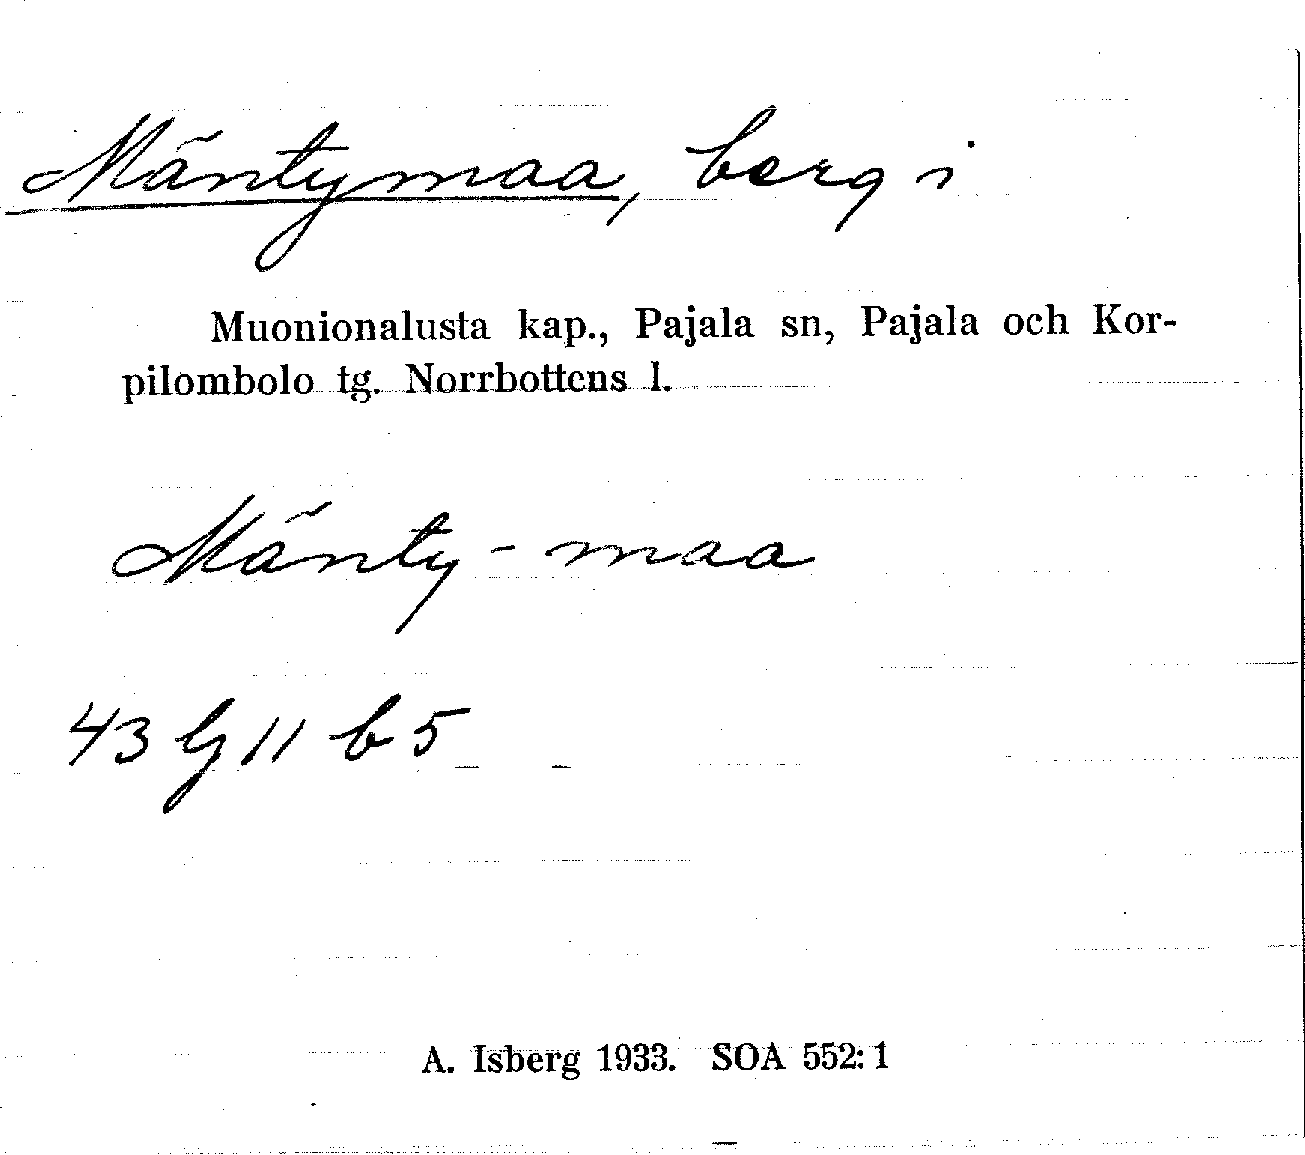 Mäntymaa, berg i
Muonionalusta kap., Pajala sn, Pajala och Kor-
pilombolo tg. Norrbottens l.
Mänty - maa
43 G 11 b 5
A. Isberg 1933. SOA 552:1